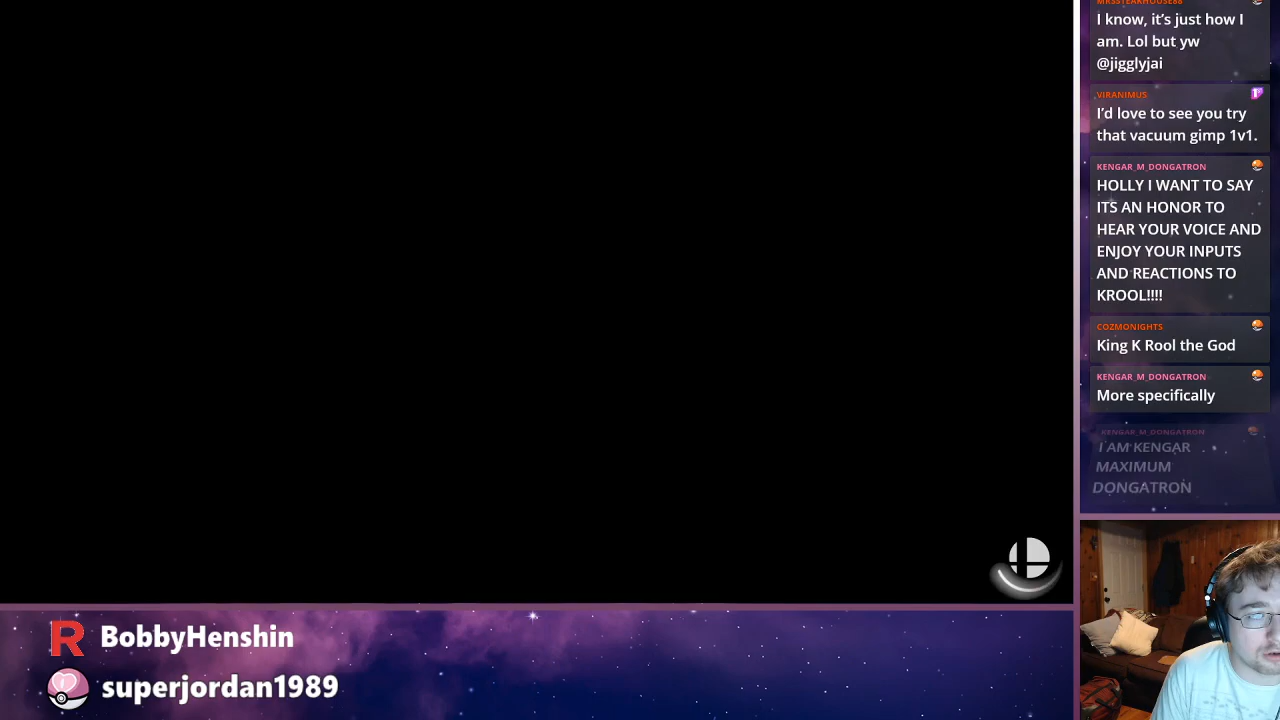 MRSSTEAKHOUSE88
I know, it’s just how I
am. Lol but yw
@jigglyjai
VIRANIMUS
I’d love to see you try
that vacuum gimp 1v1.
KENGAR_M_DONGATRON
HOLLY I WANT TO SAY
ITS AN HONOR TO
HEAR YOUR VOICE AND
ENJOY YOUR INPUTS
AND REACTIONS TO
KROOL!!!!
COZMONIGHTS
King K Rool the God
KENGAR_M_DONGATRON
More specifically
KENGAR_M_DONGATRON
I AM KENGAR
MAXIMUM
DONGATRON
R BobbyHenshin
superjordan1989